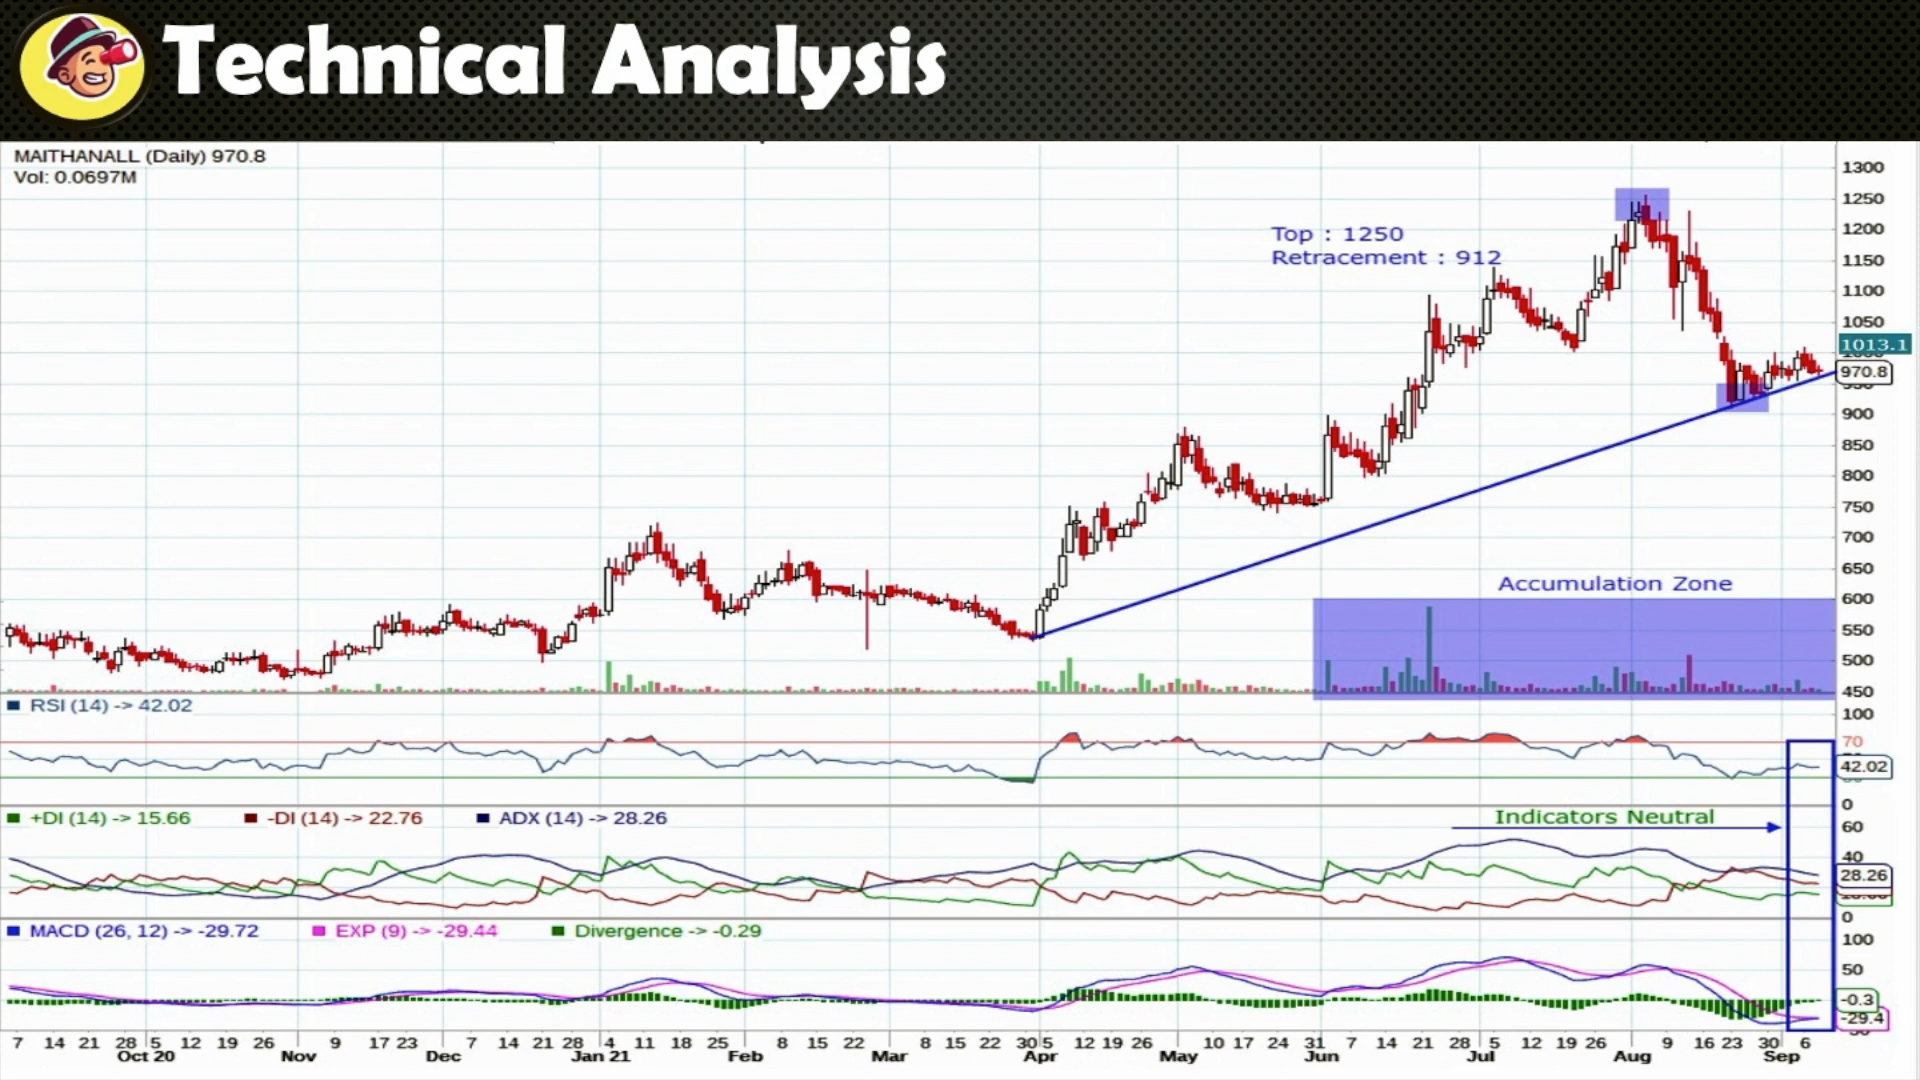 Technical Analysis
MAITHANALL (Daily) 970.8
Vol: 0.0697M
Top : 1250
Retracement : 912
1300
1250
1200
1150
1100
1050
1013.1
970.8
900
850
800
750
700
650
600
550
500
450
Accumulation Zone
RSI (14) -> 42.02
100
70
42.02
0
+DI (14) -> 15.66 -DI (14) -> 22.76 ADX (14) -> 28.26
Indicators Neutral
60
40
28.26
0
MACD (26, 12) -> -29.72 EXP (9) -> -29.44 Divergence -> -0.29
100
50
-0.3
-29.4
7 14 21 28 5 12 19 26 9 17 23 7 14 21 28 4 11 18 25 8 15 22 8 15 22 30 5 12 19 26 10 17 24 31 7 14 21 28 5 12 19 26 9 16 23 30 6
Oct 20 Nov Dec Jan 21 Feb Mar Apr May Jun Jul Aug Sep